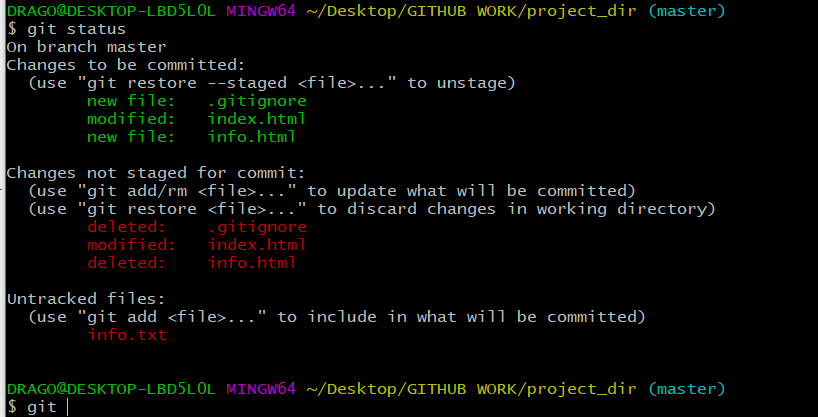 DRAGO@DESKTOP-LBD5L0L MINGW64 ~/Desktop/GITHUB WORK/project_dir (master)
$ git status
On branch master
Changes to be committed:
  (use "git restore --staged <file>..." to unstage)
        new file:   .gitignore
        modified:   index.html
        new file:   info.html

Changes not staged for commit:
  (use "git add/rm <file>..." to update what will be committed)
  (use "git restore <file>..." to discard changes in working directory)
        deleted:    .gitignore
        modified:   index.html
        deleted:    info.html

Untracked files:
  (use "git add <file>..." to include in what will be committed)
        info.txt

DRAGO@DESKTOP-LBD5L0L MINGW64 ~/Desktop/GITHUB WORK/project_dir (master)
$ git